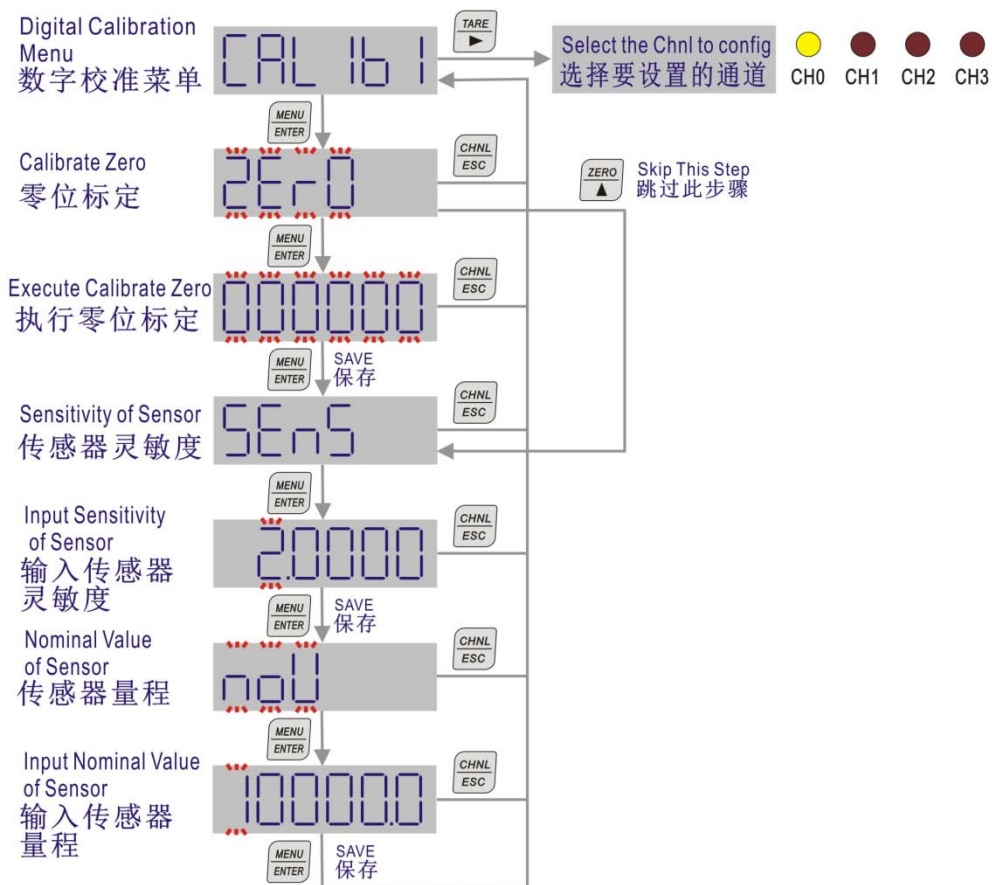 Digital Calibration
Menu
数字校准菜单
CAL Ib 1
TARE
Select the Chnl to config
选择要设置的通道
CH0 CH1 CH2 CH3
MENU
ENTER
Calibrate Zero
零位标定
ZErO
CHNL
ESC
ZERO
Skip This Step
跳过此步骤
MENU
ENTER
Execute Calibrate Zero
执行零位标定
000000
CHNL
ESC
MENU
ENTER
SAVE
保存
Sensitivity of Sensor
传感器灵敏度
SEnS
CHNL
ESC
MENU
ENTER
Input Sensitivity
of Sensor
输入传感器
灵敏度
2.0000
CHNL
ESC
MENU
ENTER
SAVE
保存
Nominal Value
of Sensor
传感器量程
noU
CHNL
ESC
MENU
ENTER
Input Nominal Value
of Sensor
输入传感器
量程
10000.0
CHNL
ESC
MENU
ENTER
SAVE
保存